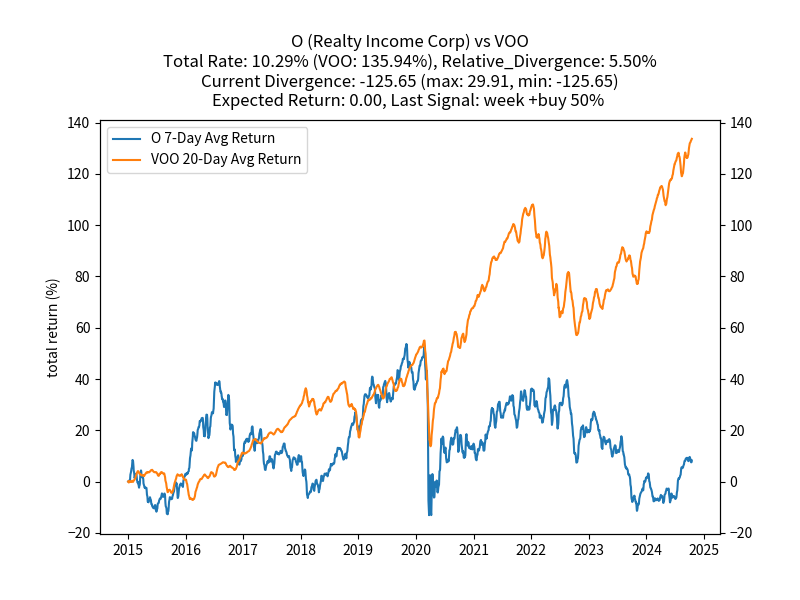 O (Realty Income Corp) vs VOO
Total Rate: 10.29% (VOO: 135.94%), Relative_Divergence: 5.50%
Current Divergence: -125.65 (max: 29.91, min: -125.65)
Expected Return: 0.00, Last Signal: week +buy 50%
O 7-Day Avg Return
VOO 20-Day Avg Return
total return (%)
140 140
120 120
100 100
80 80
60 60
40 40
20 20
0 0
−20 −20
2015 2016 2017 2018 2019 2020 2021 2022 2023 2024 2025